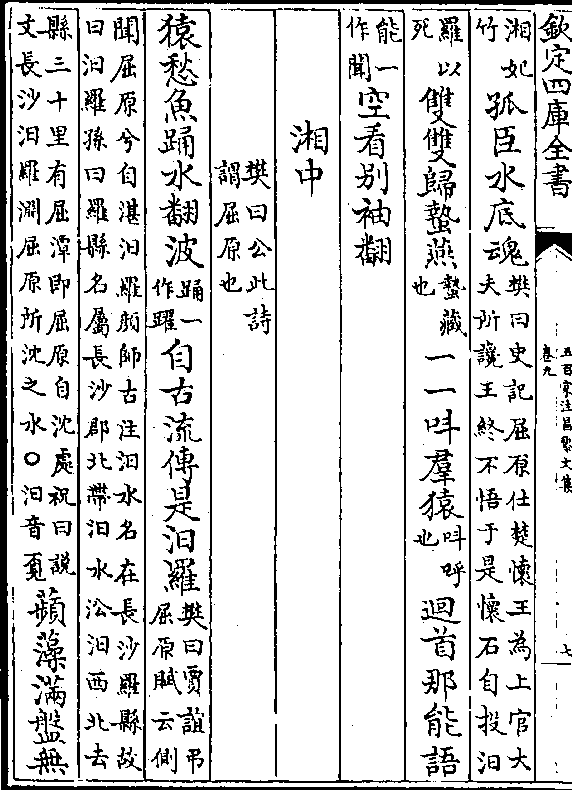 欽定四庫全書
五百家注昌黎文集
卷九
七
湘妃
竹
孤臣水底魂
樊曰史記屈原仕楚懷王為上官大
夫所讒王終不悟于是懷石自投汨
羅以
死
雙雙歸蟄燕
蟄藏
也
一一呌羣猿
呌呼
也
迴首那能語
能一
作聞
空看别袖翻
湘中
樊曰公此詩
謂屈原也
猿愁魚踊水翻波
踊一
作躍
自古流傳是汨羅
樊曰賈誼弔
屈原賦云側
聞屈原兮自湛汨羅顔師古注汨水名在長沙羅縣故
曰汨羅孫曰羅縣名屬長沙郡北帶汨水沿汨西北去
縣三十里有屈潭即屈原自沈處祝曰說
文長沙汨羅淵屈原所沈之水○汨音覔
蘋藻滿盤無